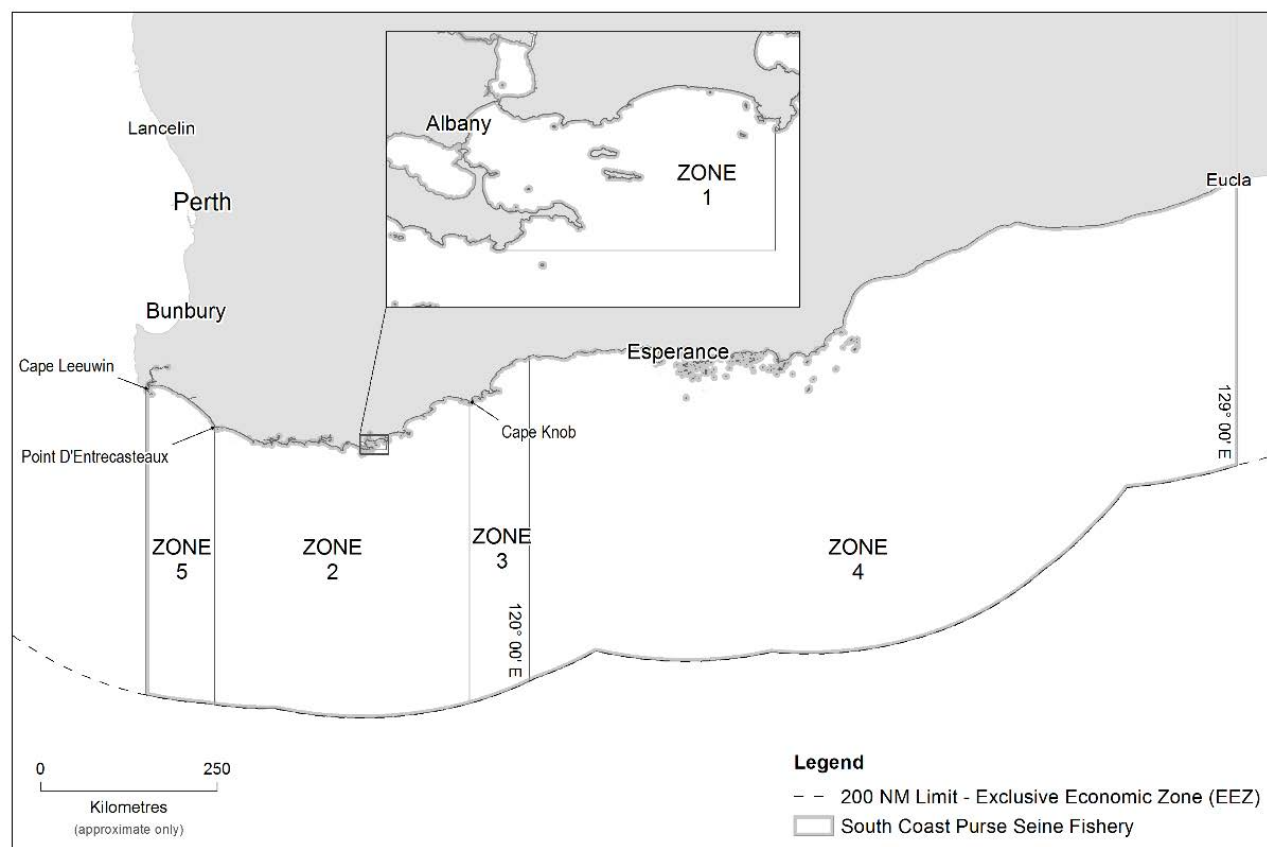 Lancelin
Perth
Bunbury
Cape Leeuwin
Point D'Entrecasteaux
Albany
ZONE
1
Eucla
Esperance
Cape Knob
129° 00' E
ZONE
5
ZONE
2
ZONE
3
120° 00' E
ZONE
4
0 250
Kilometres
(approximate only)
Legend
200 NM Limit - Exclusive Economic Zone (EEZ)
South Coast Purse Seine Fishery